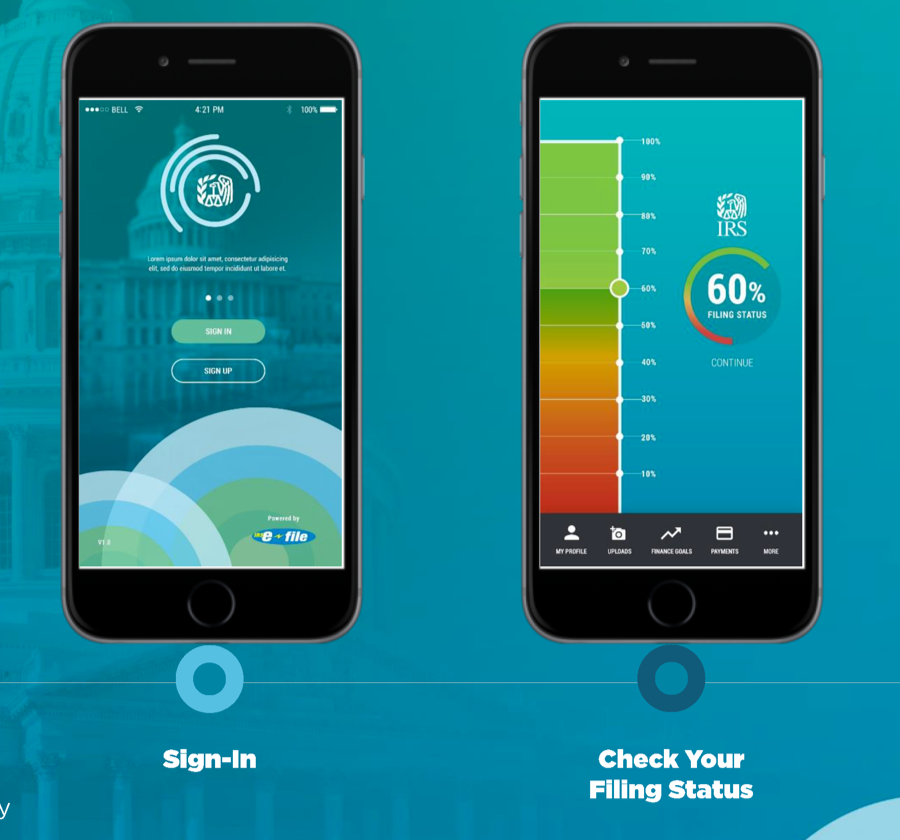 BELL
4:21 PM
100%
Lorem ipsum dolor sit amet, consectetur adipisicing
elit, sed do eiusmod tempor incididunt ut labore et.
SIGN IN
SIGN UP
Powered by
IRS e file
V1.0
100%
90%
80%
70%
60%
50%
40%
30%
20%
10%
IRS
60%
FILING STATUS
CONTINUE
MY PROFILE
UPLOADS
FINANCE GOALS
PAYMENTS
MORE
Sign-In
Check Your
Filing Status
y